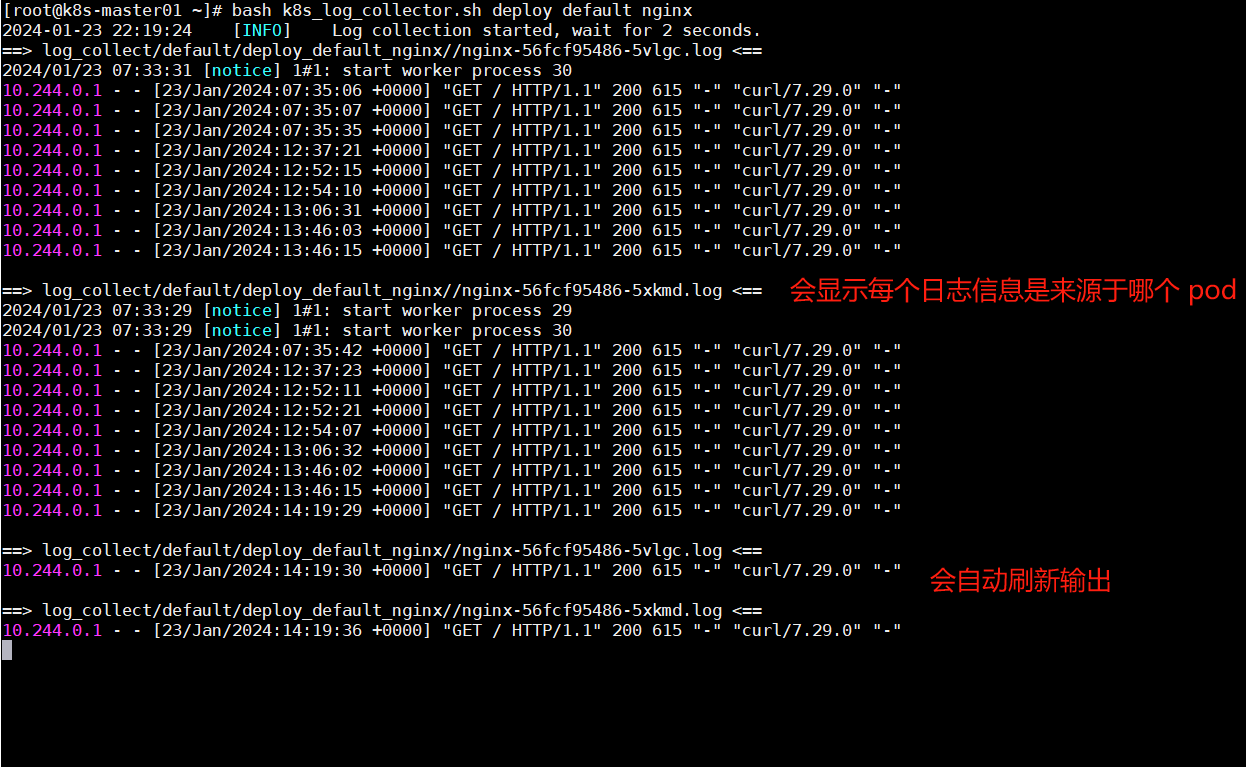 [root@k8s-master01 ~]# bash k8s_log_collector.sh deploy default nginx
2024-01-23 22:19:24    [INFO]    Log collection started, wait for 2 seconds.
==> log_collect/default/deploy_default_nginx//nginx-56fcf95486-5vlgc.log <==
2024/01/23 07:33:31 [notice] 1#1: start worker process 30
10.244.0.1 - - [23/Jan/2024:07:35:06 +0000] "GET / HTTP/1.1" 200 615 "-" "curl/7.29.0" "-"
10.244.0.1 - - [23/Jan/2024:07:35:07 +0000] "GET / HTTP/1.1" 200 615 "-" "curl/7.29.0" "-"
10.244.0.1 - - [23/Jan/2024:07:35:35 +0000] "GET / HTTP/1.1" 200 615 "-" "curl/7.29.0" "-"
10.244.0.1 - - [23/Jan/2024:12:37:21 +0000] "GET / HTTP/1.1" 200 615 "-" "curl/7.29.0" "-"
10.244.0.1 - - [23/Jan/2024:12:52:15 +0000] "GET / HTTP/1.1" 200 615 "-" "curl/7.29.0" "-"
10.244.0.1 - - [23/Jan/2024:12:54:10 +0000] "GET / HTTP/1.1" 200 615 "-" "curl/7.29.0" "-"
10.244.0.1 - - [23/Jan/2024:13:06:31 +0000] "GET / HTTP/1.1" 200 615 "-" "curl/7.29.0" "-"
10.244.0.1 - - [23/Jan/2024:13:46:03 +0000] "GET / HTTP/1.1" 200 615 "-" "curl/7.29.0" "-"
10.244.0.1 - - [23/Jan/2024:13:46:15 +0000] "GET / HTTP/1.1" 200 615 "-" "curl/7.29.0" "-"
==> log_collect/default/deploy_default_nginx//nginx-56fcf95486-5xkmd.log <== 会显示每个日志信息是来源于哪个 pod
2024/01/23 07:33:29 [notice] 1#1: start worker process 29
2024/01/23 07:33:29 [notice] 1#1: start worker process 30
10.244.0.1 - - [23/Jan/2024:07:35:42 +0000] "GET / HTTP/1.1" 200 615 "-" "curl/7.29.0" "-"
10.244.0.1 - - [23/Jan/2024:12:37:23 +0000] "GET / HTTP/1.1" 200 615 "-" "curl/7.29.0" "-"
10.244.0.1 - - [23/Jan/2024:12:52:11 +0000] "GET / HTTP/1.1" 200 615 "-" "curl/7.29.0" "-"
10.244.0.1 - - [23/Jan/2024:12:52:21 +0000] "GET / HTTP/1.1" 200 615 "-" "curl/7.29.0" "-"
10.244.0.1 - - [23/Jan/2024:12:54:07 +0000] "GET / HTTP/1.1" 200 615 "-" "curl/7.29.0" "-"
10.244.0.1 - - [23/Jan/2024:13:06:32 +0000] "GET / HTTP/1.1" 200 615 "-" "curl/7.29.0" "-"
10.244.0.1 - - [23/Jan/2024:13:46:02 +0000] "GET / HTTP/1.1" 200 615 "-" "curl/7.29.0" "-"
10.244.0.1 - - [23/Jan/2024:13:46:15 +0000] "GET / HTTP/1.1" 200 615 "-" "curl/7.29.0" "-"
10.244.0.1 - - [23/Jan/2024:14:19:29 +0000] "GET / HTTP/1.1" 200 615 "-" "curl/7.29.0" "-"
==> log_collect/default/deploy_default_nginx//nginx-56fcf95486-5vlgc.log <==
10.244.0.1 - - [23/Jan/2024:14:19:30 +0000] "GET / HTTP/1.1" 200 615 "-" "curl/7.29.0" "-"
会自动刷新输出
==> log_collect/default/deploy_default_nginx//nginx-56fcf95486-5xkmd.log <==
10.244.0.1 - - [23/Jan/2024:14:19:36 +0000] "GET / HTTP/1.1" 200 615 "-" "curl/7.29.0" "-"